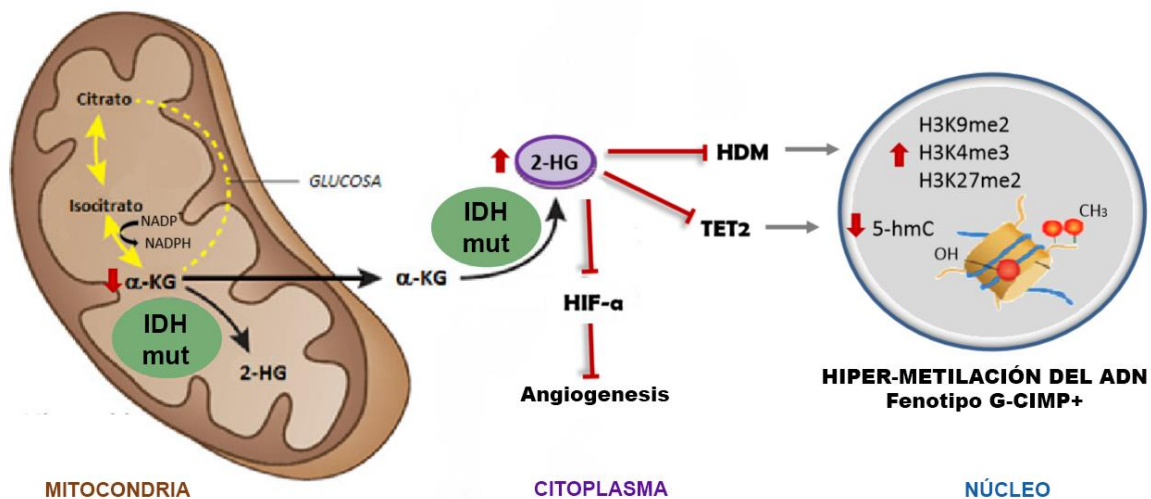 Citrato
GLUCOSA
Isocitrato
NADP
NADPH
α-KG
IDH
mut
2-HG
α-KG
IDH
mut
2-HG
HIF-α
Angiogenesis
HDM
TET2
H3K9me2
H3K4me3
H3K27me2
5-hmC
CH₃
OH
HIPER-METILACIÓN DEL ADN
Fenotipo G-CIMP+
MITOCONDRIA
CITOPLASMA
NÚCLEO